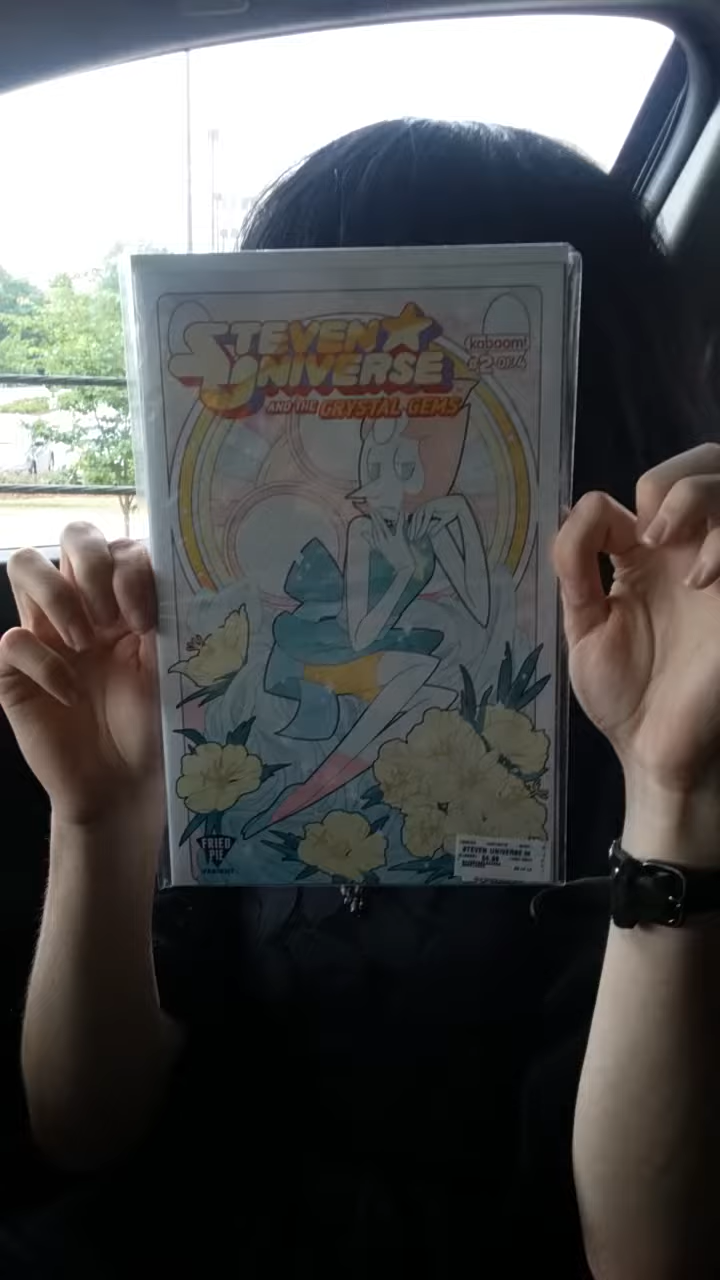 STEVEN
UNIVERSE
AND THE CRYSTAL GEMS
kaboom!
#2 OF 4
FRIED
PIE
VARIANT
STEVEN UNIVERSE